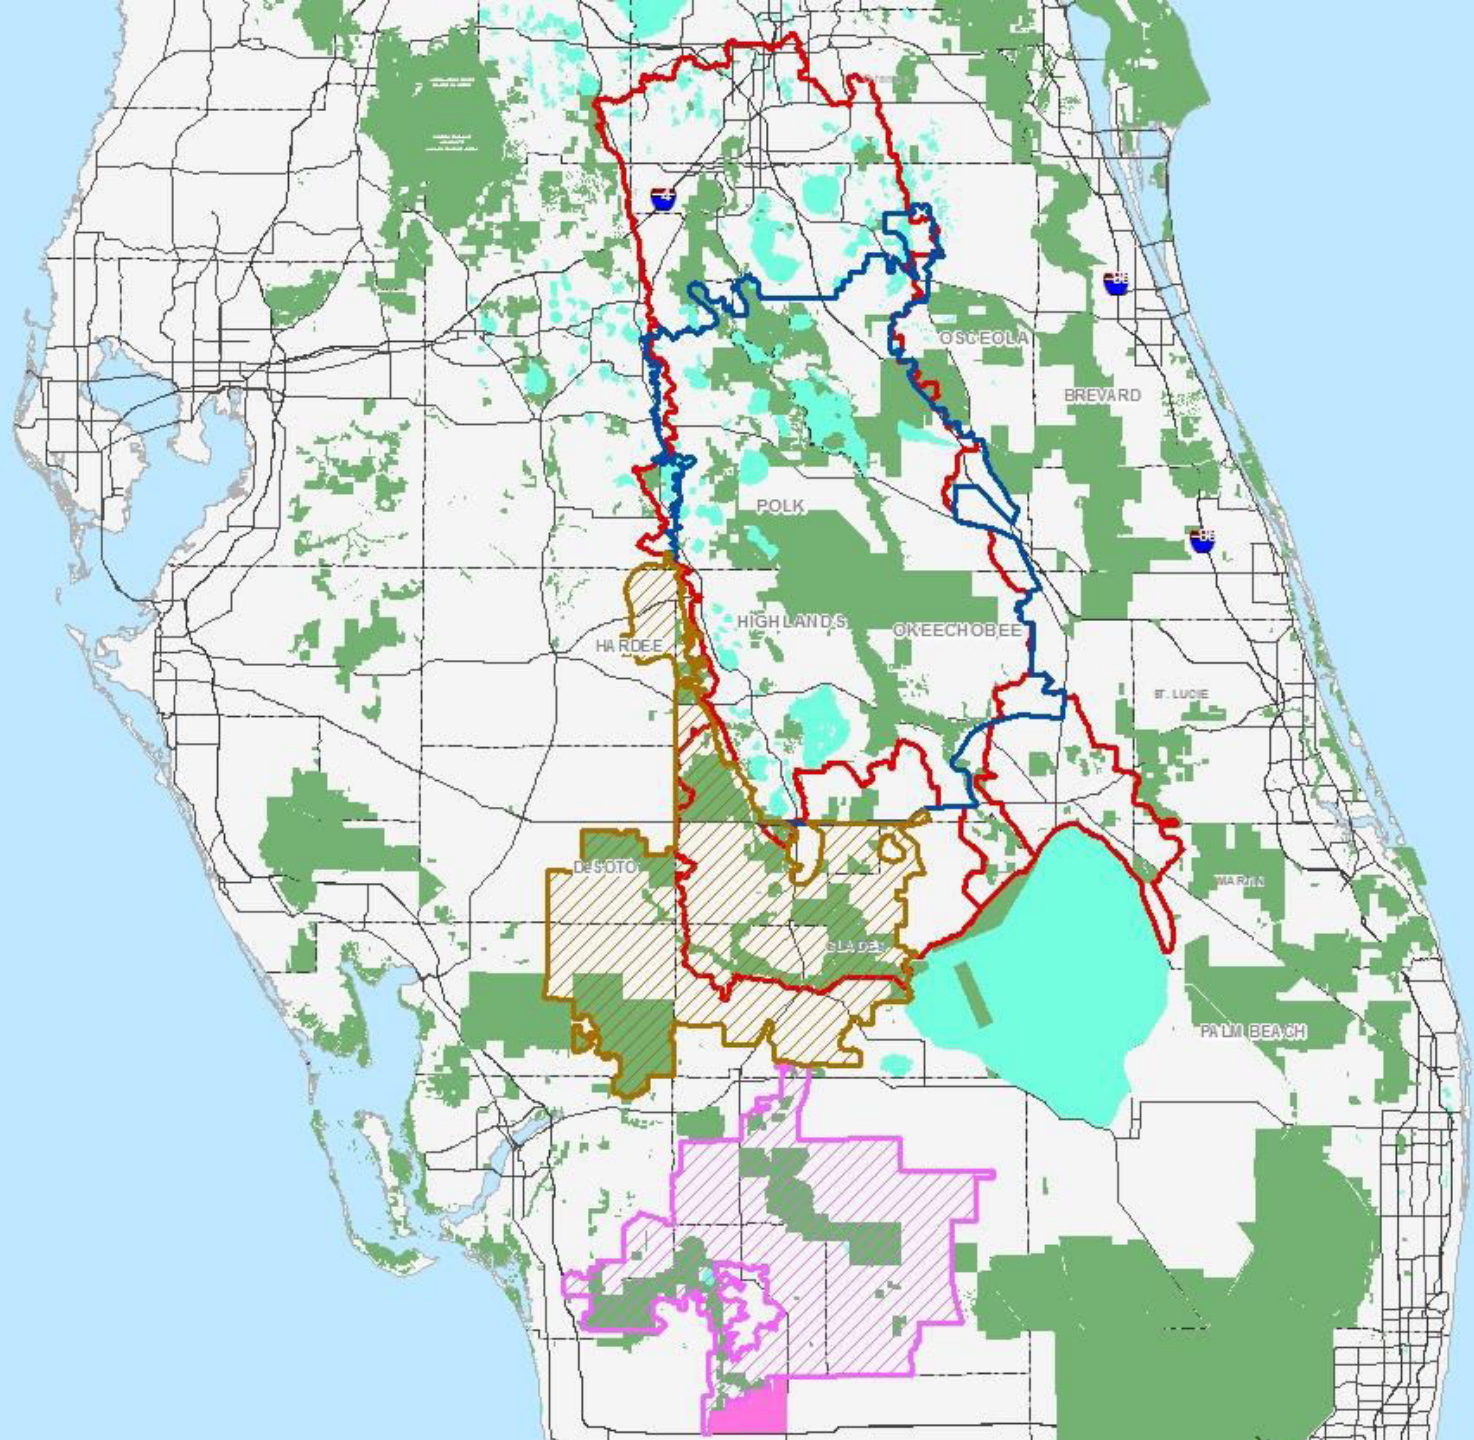 OSCEOLA
BREVARD
POLK
HIGHLANDS
OKEECHOBEE
HARDEE
ST. LUCIE
DeSOTO
MARTIN
GLADES
PALM BEACH